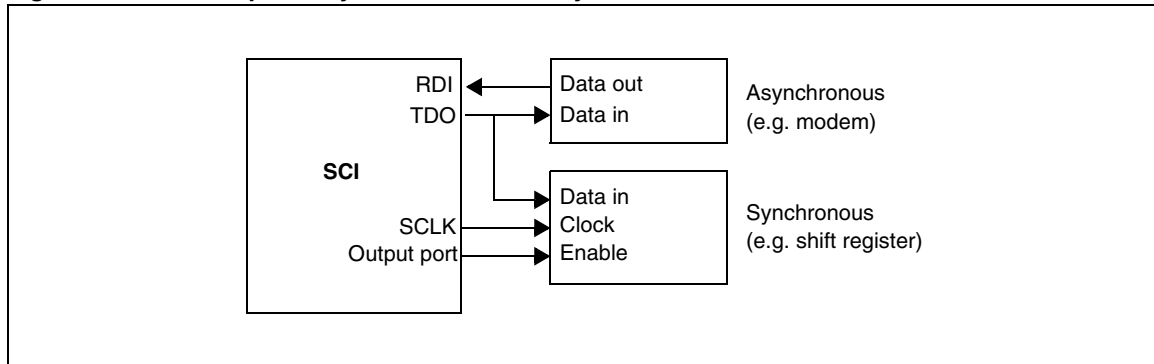 RDI
TDO
SCI
SCLK
Output port
Data out
Data in
Asynchronous
(e.g. modem)
Data in
Clock
Enable
Synchronous
(e.g. shift register)